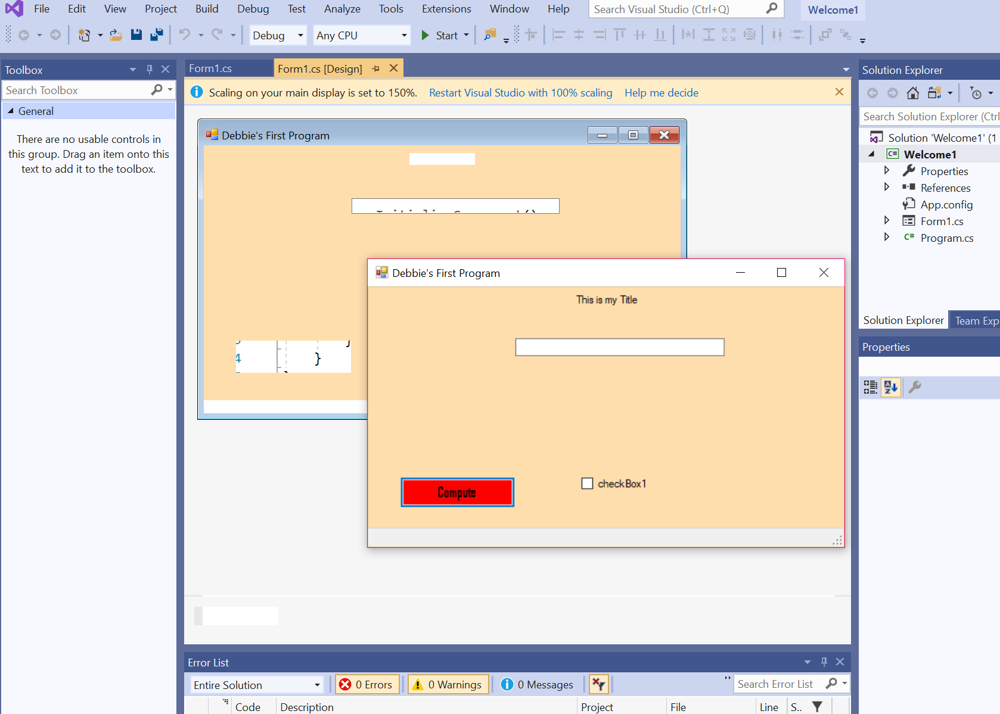 File Edit View Project Build Debug Test Analyze Tools Extensions Window Help Search Visual Studio (Ctrl+Q) Welcome1
Debug Any CPU Start
Toolbox
Form1.cs Form1.cs [Design]
Solution Explorer
Search Toolbox
Scaling on your main display is set to 150%. Restart Visual Studio with 100% scaling Help me decide
General
Search Solution Explorer (Ctrl
There are no usable controls in
this group. Drag an item onto this
text to add it to the toolbox.
Debbie's First Program
Solution 'Welcome1' (1
C# Welcome1
Properties
References
App.config
Form1.cs
C# Program.cs
Debbie's First Program
This is my Title
Solution Explorer Team Exp
Properties
4 }
checkBox1
Compute
Error List
Entire Solution 0 Errors 0 Warnings 0 Messages Search Error List
Code Description Project File Line S..